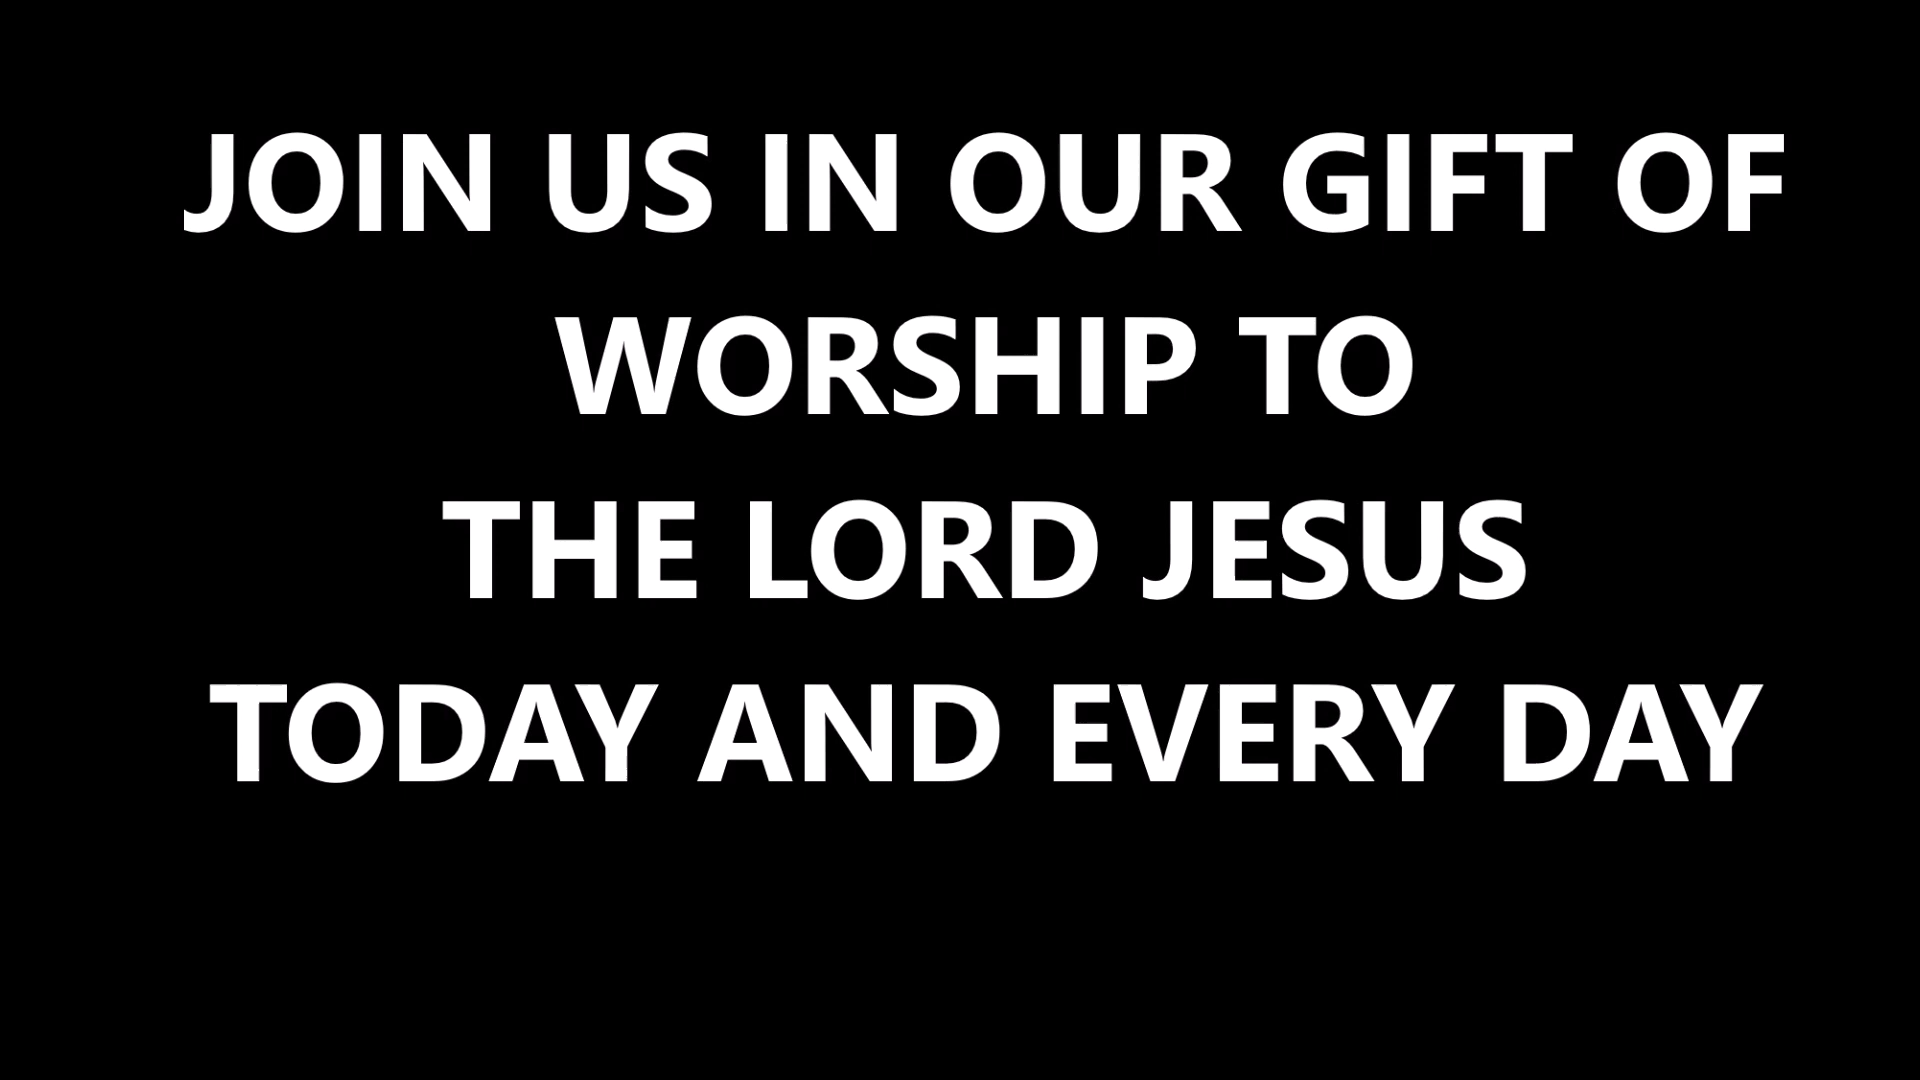 JOIN US IN OUR GIFT OF
WORSHIP TO
THE LORD JESUS
TODAY AND EVERY DAY